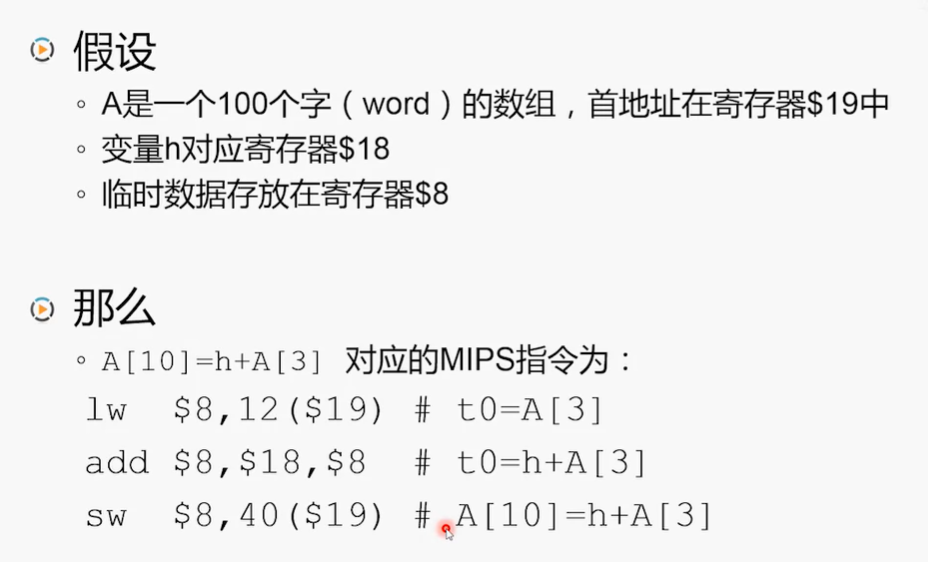 假设
◦ A是一个100个字（word）的数组，首地址在寄存器$19中
◦ 变量h对应寄存器$18
◦ 临时数据存放在寄存器$8
那么
◦ A[10]=h+A[3] 对应的MIPS指令为：
lw $8,12($19) # t0=A[3]
add $8,$18,$8 # t0=h+A[3]
sw $8,40($19) # A[10]=h+A[3]